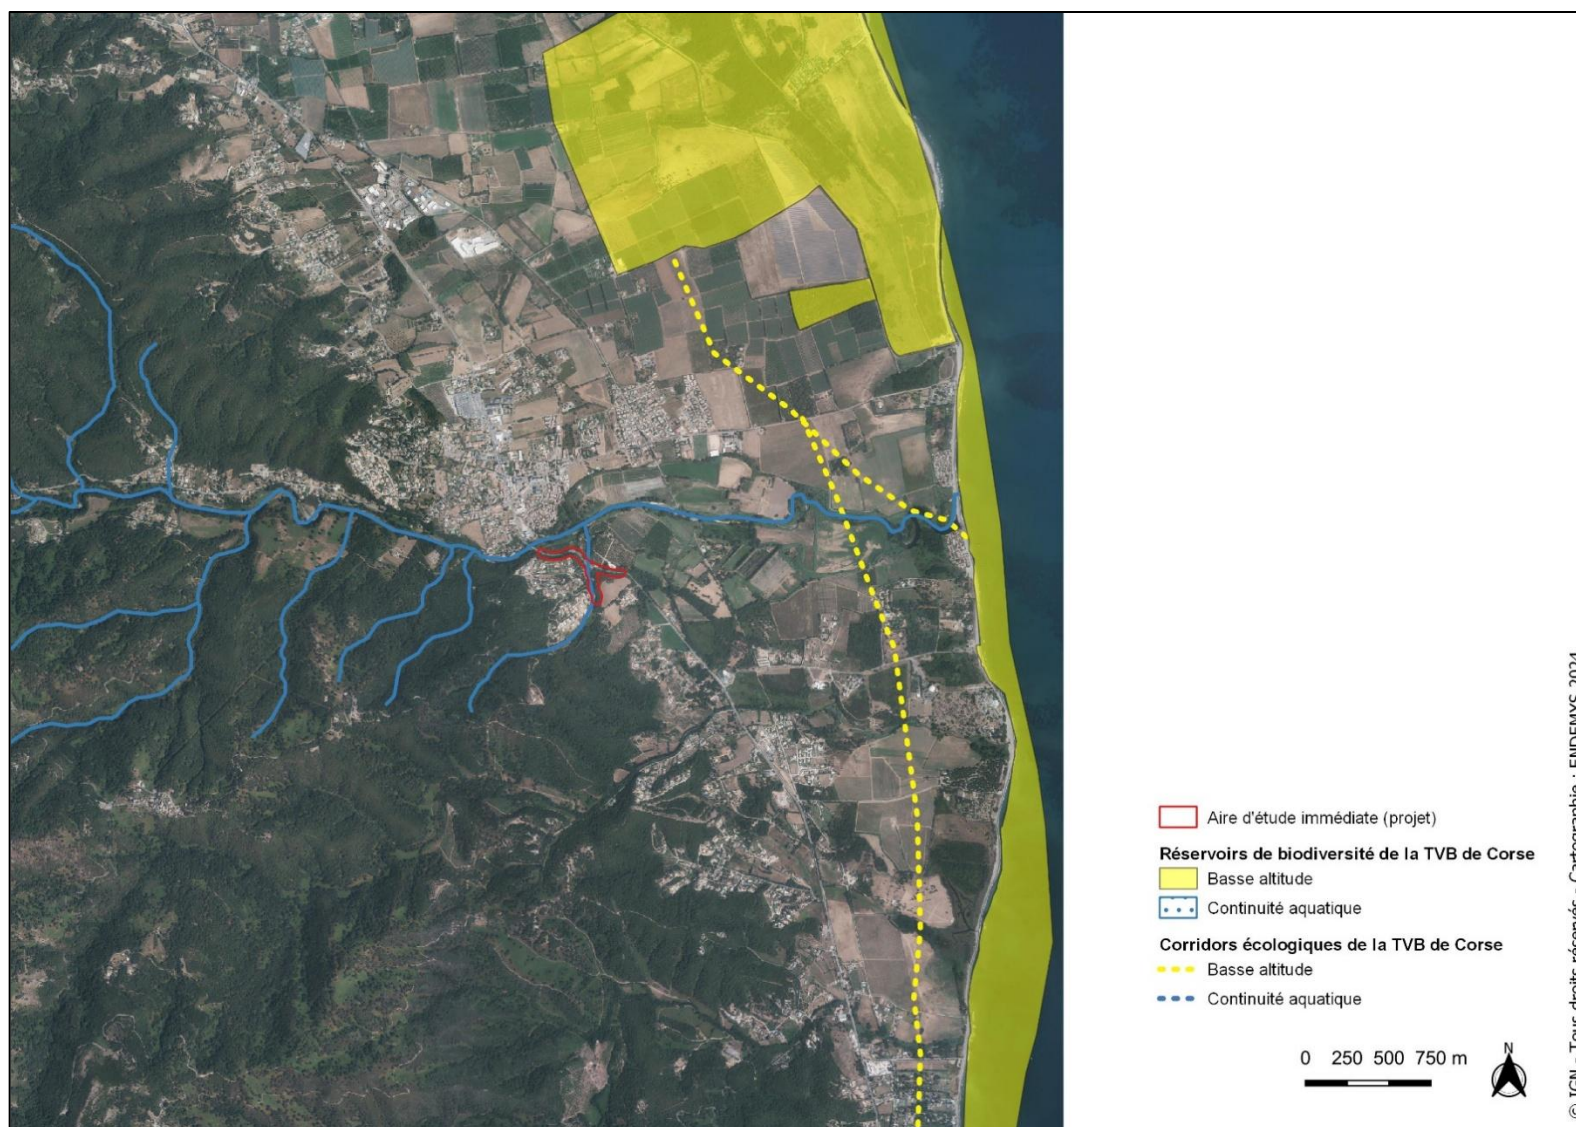 Aire d'étude immédiate (projet)
Réservoirs de biodiversité de la TVB de Corse
Basse altitude
Continuité aquatique
Corridors écologiques de la TVB de Corse
Basse altitude
Continuité aquatique
0 250 500 750 m
N
© IGN - Tous droits réservés - Cartographie : ENDEMYS 2024